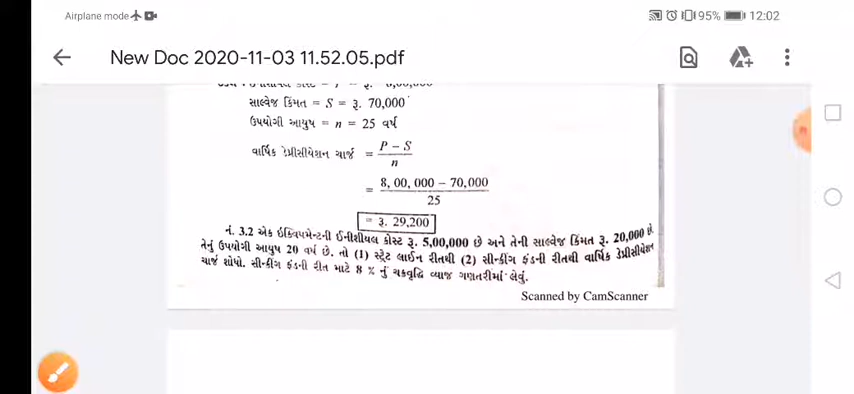 Airplane mode
95% 12:02
New Doc 2020-11-03 11.52.05.pdf
સાલ્વેજ કિંમત = S = રૂ. 70,000
ઉપયોગી આયુષ = n = 25 વર્ષ
વાર્ષિક ડેપ્રીસીયેશન ચાર્જ = P – S
n
= 8, 00, 000 – 70,000
25
= રૂ. 29,200
નં. 3.2 એક ઇક્વિપમેન્ટની ઈનીશીયલ કોસ્ટ રૂ. 5,00,000 છે અને તેની સાલ્વેજ કિંમત રૂ. 20,000 છે
તેનું ઉપયોગી આયુષ 20 વર્ષ છે. તો (1) સ્ટ્રેટ લાઈન રીતથી (2) સીન્કીંગ ફંડની રીતથી વાર્ષિક ડેપ્રીસીયેશન
ચાર્જ શોધો. સીન્કીંગ ફંડની રીત માટે 8 % નું ચક્રવૃદ્ધિ વ્યાજ ગણતરીમાં લેવું.
Scanned by CamScanner